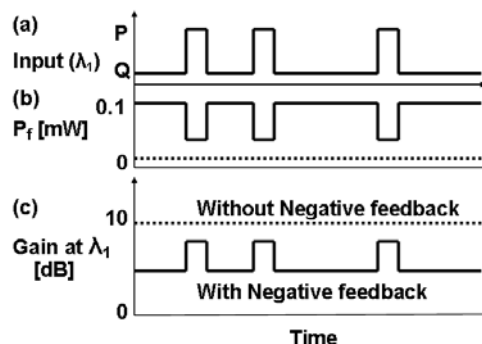 (a)
P
Input (λ₁)
Q
(b)
0.1
P_f [mW]
0
(c)
10
Without Negative feedback
Gain at λ₁
[dB]
With Negative feedback
0
Time